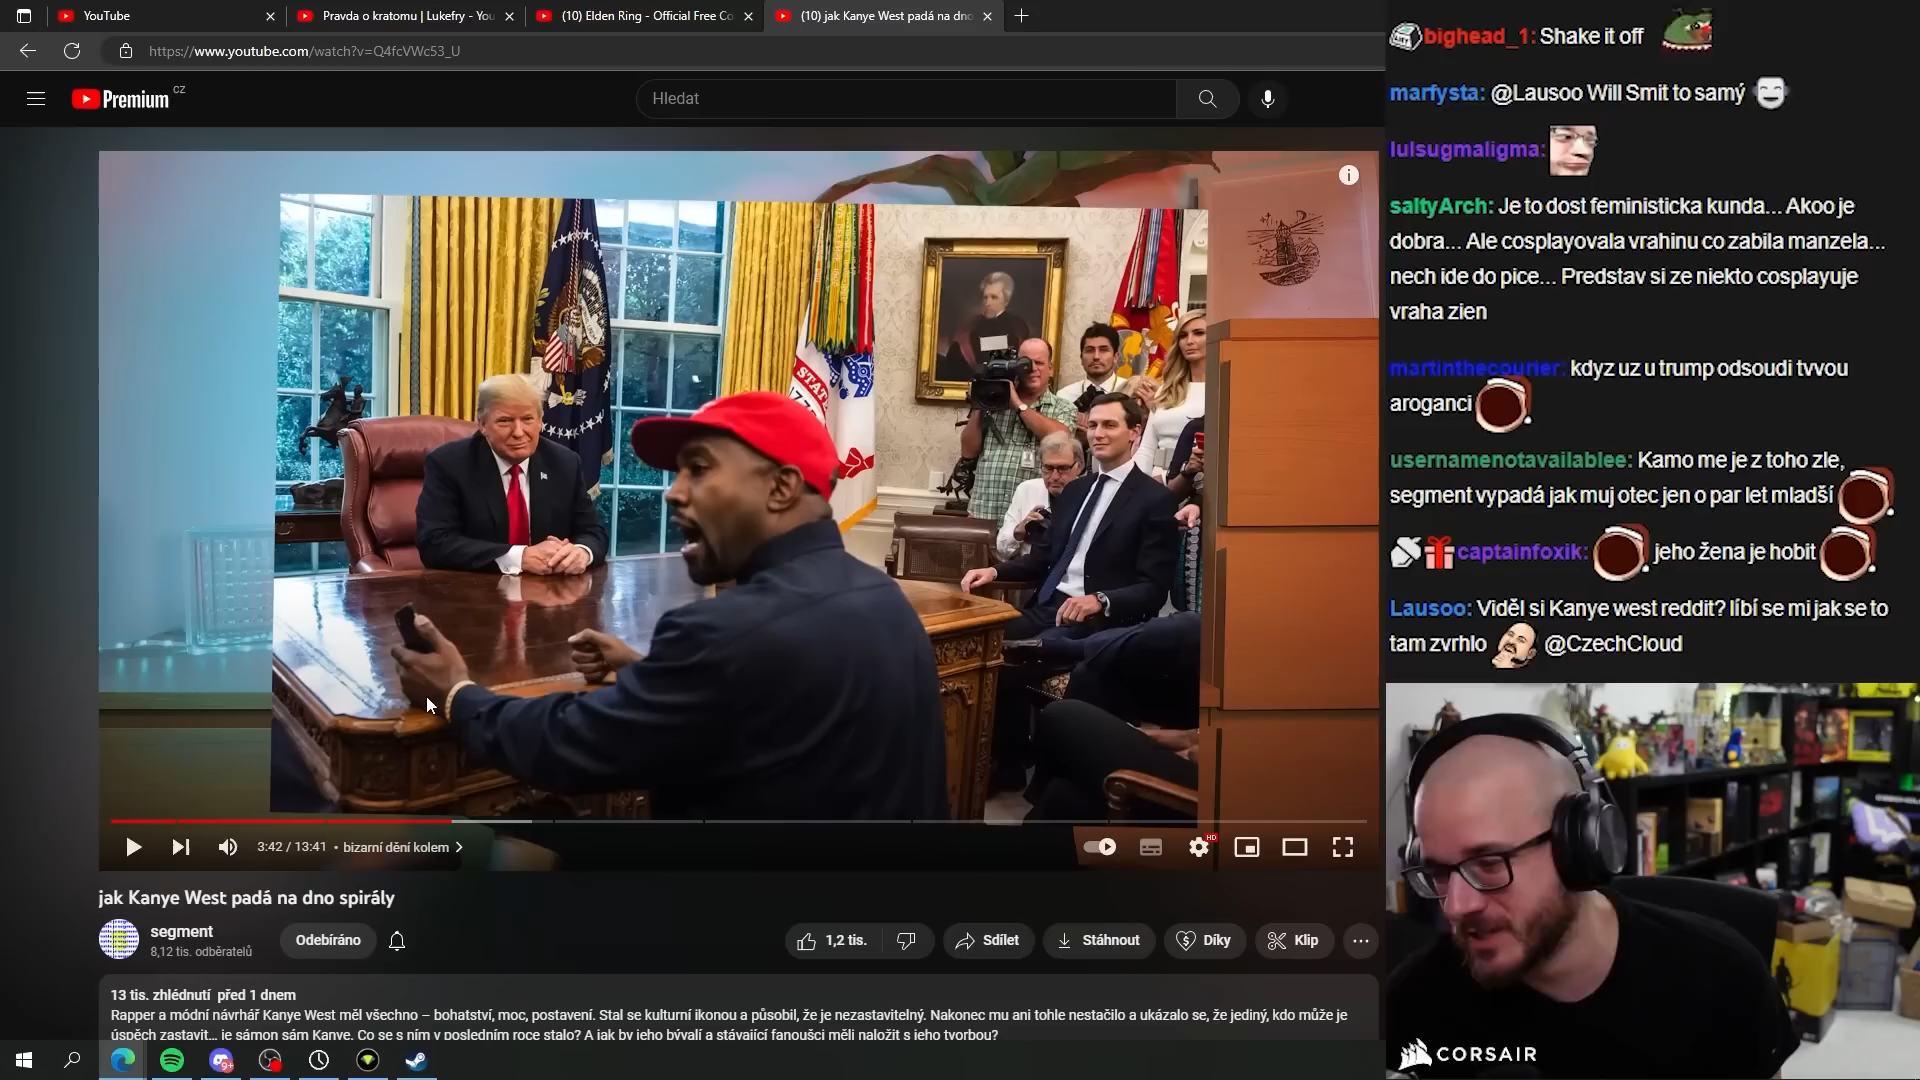 YouTube
Pravda o kratomu | Lukefry - You
(10) Elden Ring - Official Free Co
(10) jak Kanye West padá na dno
https://www.youtube.com/watch?v=Q4fcVWc53_U
Premium CZ
Hledat
STAT
3:42 / 13:41 • bizarní dění kolem
HD
jak Kanye West padá na dno spirály
segment
8,12 tis. odběratelů
Odebíráno
1,2 tis.
Sdílet
Stáhnout
Díky
Klip
13 tis. zhlédnutí před 1 dnem
Rapper a módní návrhář Kanye West měl všechno – bohatství, moc, postavení. Stal se kulturní ikonou a působil, že je nezastavitelný. Nakonec mu ani tohle nestačilo a ukázalo se, že jediný, kdo může je
úspěch zastavit… je sámon sám Kanye. Co se s ním v posledním roce stalo? A jak by jeho bývalí a stávající fanoušci měli naložit s jeho tvorbou?
9+
bighead_1: Shake it off
marfysta: @Lausoo Will Smit to samý
lulsugmaligma:
saltyArch: Je to dost feministicka kunda... Akoo je
dobra... Ale cosplayovala vrahinu co zabila manzela...
nech ide do pice... Predstav si ze niekto cosplayuje
vraha zien
martinthecourier: kdyz uz u trump odsoudi tvvou
aroganci
usernamenotavailablee: Kamo me je z toho zle,
segment vypadá jak muj otec jen o par let mladší
captainfoxik: jeho žena je hobit
Lausoo: Viděl si Kanye west reddit? líbí se mi jak se to
tam zvrhlo @CzechCloud
CORSAIR